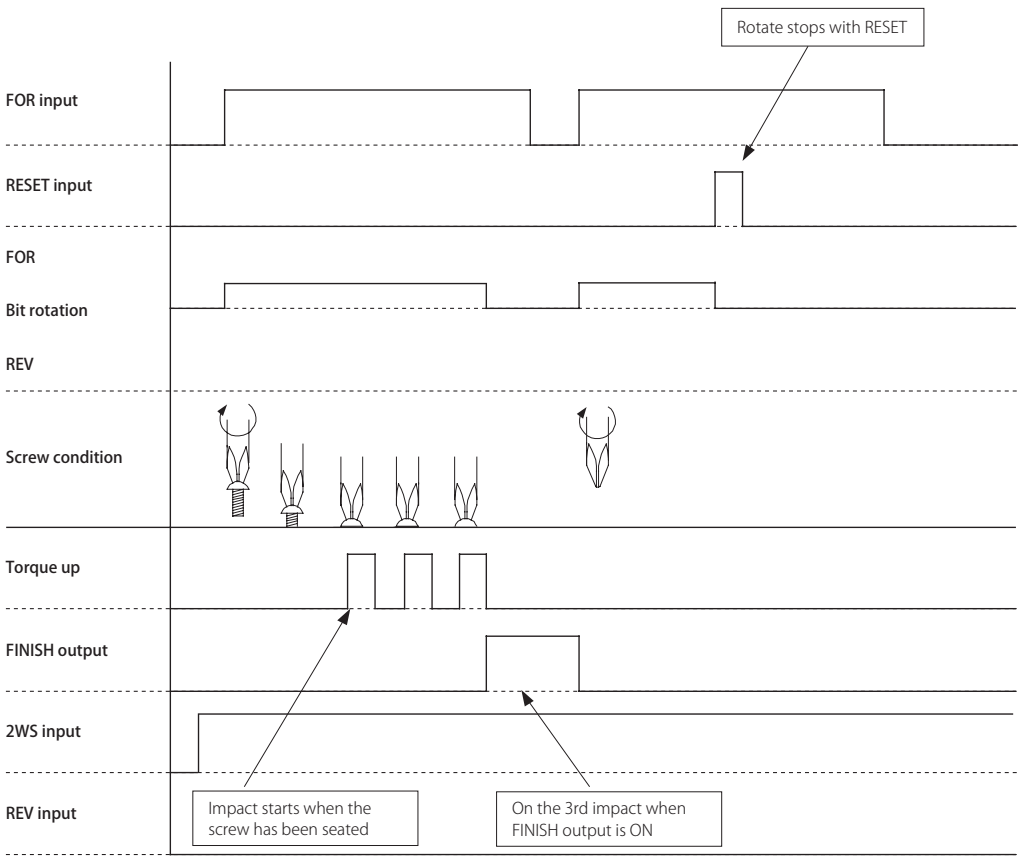 Rotate stops with RESET
FOR input
RESET input
FOR
Bit rotation
REV
Screw condition
Torque up
FINISH output
2WS input
REV input
Impact starts when the
screw has been seated
On the 3rd impact when
FINISH output is ON